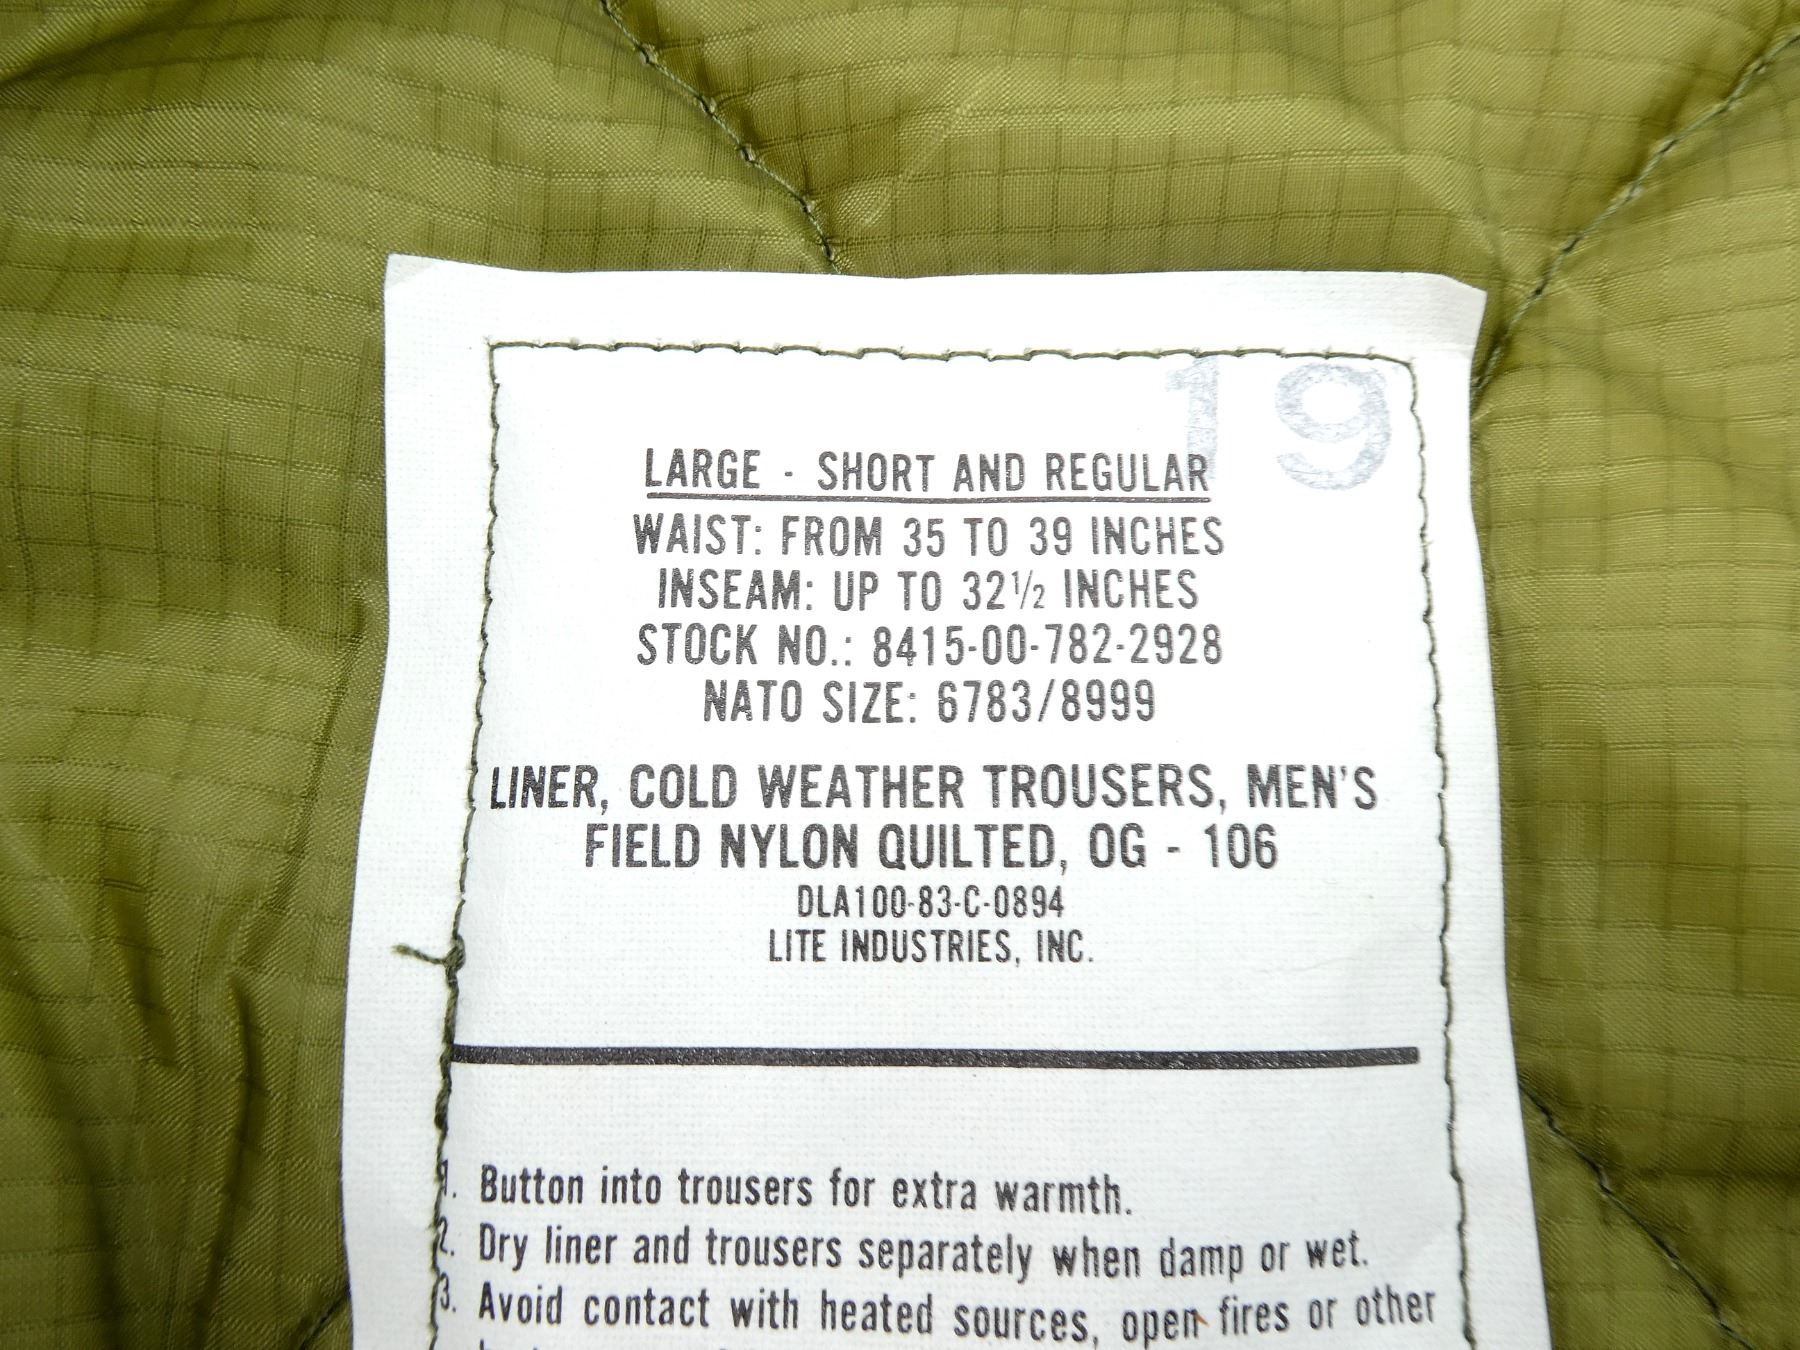 19
LARGE - SHORT AND REGULAR
WAIST: FROM 35 TO 39 INCHES
INSEAM: UP TO 32½ INCHES
STOCK NO.: 8415-00-782-2928
NATO SIZE: 6783/8999
LINER, COLD WEATHER TROUSERS, MEN'S
FIELD NYLON QUILTED, OG - 106
DLA100-83-C-0894
LITE INDUSTRIES, INC.
1. Button into trousers for extra warmth.
2. Dry liner and trousers separately when damp or wet.
3. Avoid contact with heated sources, open fires or other